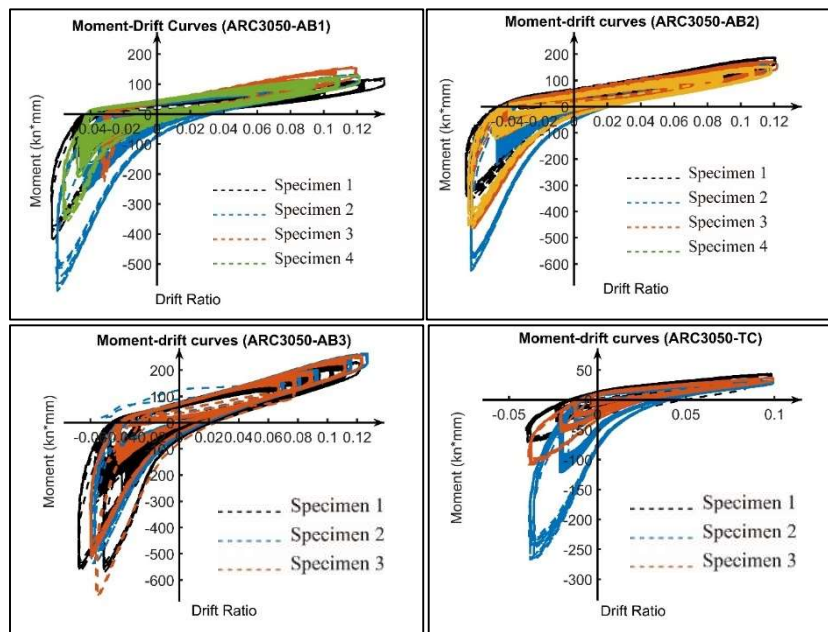 Moment-Drift Curves (ARC3050-AB1)
200
100
0
0.04 -0.02 0 0.02 0.04 0.06 0.08 0.1 0.12
-100
-200
-300
-400
-500
Moment (kn*mm)
Specimen 1
Specimen 2
Specimen 3
Specimen 4
Drift Ratio
Moment-drift curves (ARC3050-AB2)
200
100
0
-0.04 -0.02 0 0.02 0.04 0.06 0.08 0.1 0.12
-100
-200
-300
-400
-500
-600
Moment (kn*mm)
Specimen 1
Specimen 2
Specimen 3
Specimen 4
Drift Ratio
Moment-drift curves (ARC3050-AB3)
200
100
0
0.02 0.04 0.06 0.08 0.1 0.12
-100
-200
-300
-400
-500
-600
Moment (kn*mm)
Specimen 1
Specimen 2
Specimen 3
Drift Ratio
Moment-drift curves (ARC3050-TC)
50
-0.05 0 0.05 0.1
-50
-100
-150
-200
-250
-300
Moment (kn*mm)
Specimen 1
Specimen 2
Specimen 3
Drift Ratio